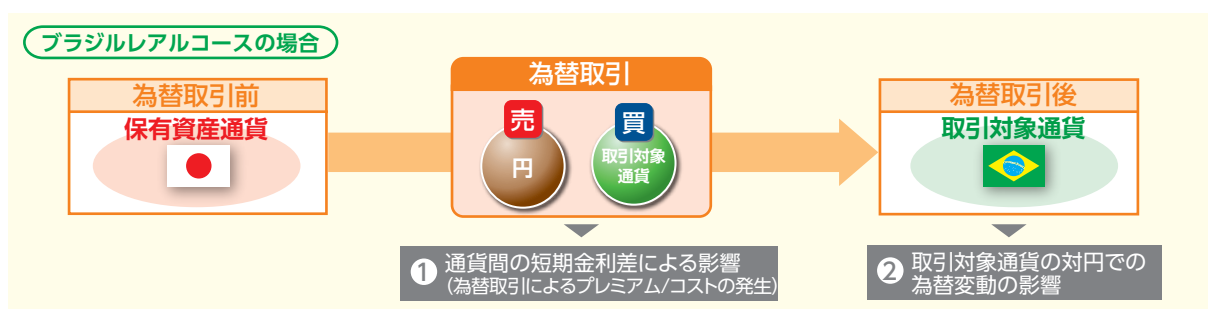 ブラジルレアルコースの場合
為替取引前
保有資産通貨
為替取引
売
円
買
取引対象
通貨
為替取引後
取引対象通貨
❶ 通貨間の短期金利差による影響
(為替取引によるプレミアム/コストの発生)
❷ 取引対象通貨の対円での
為替変動の影響